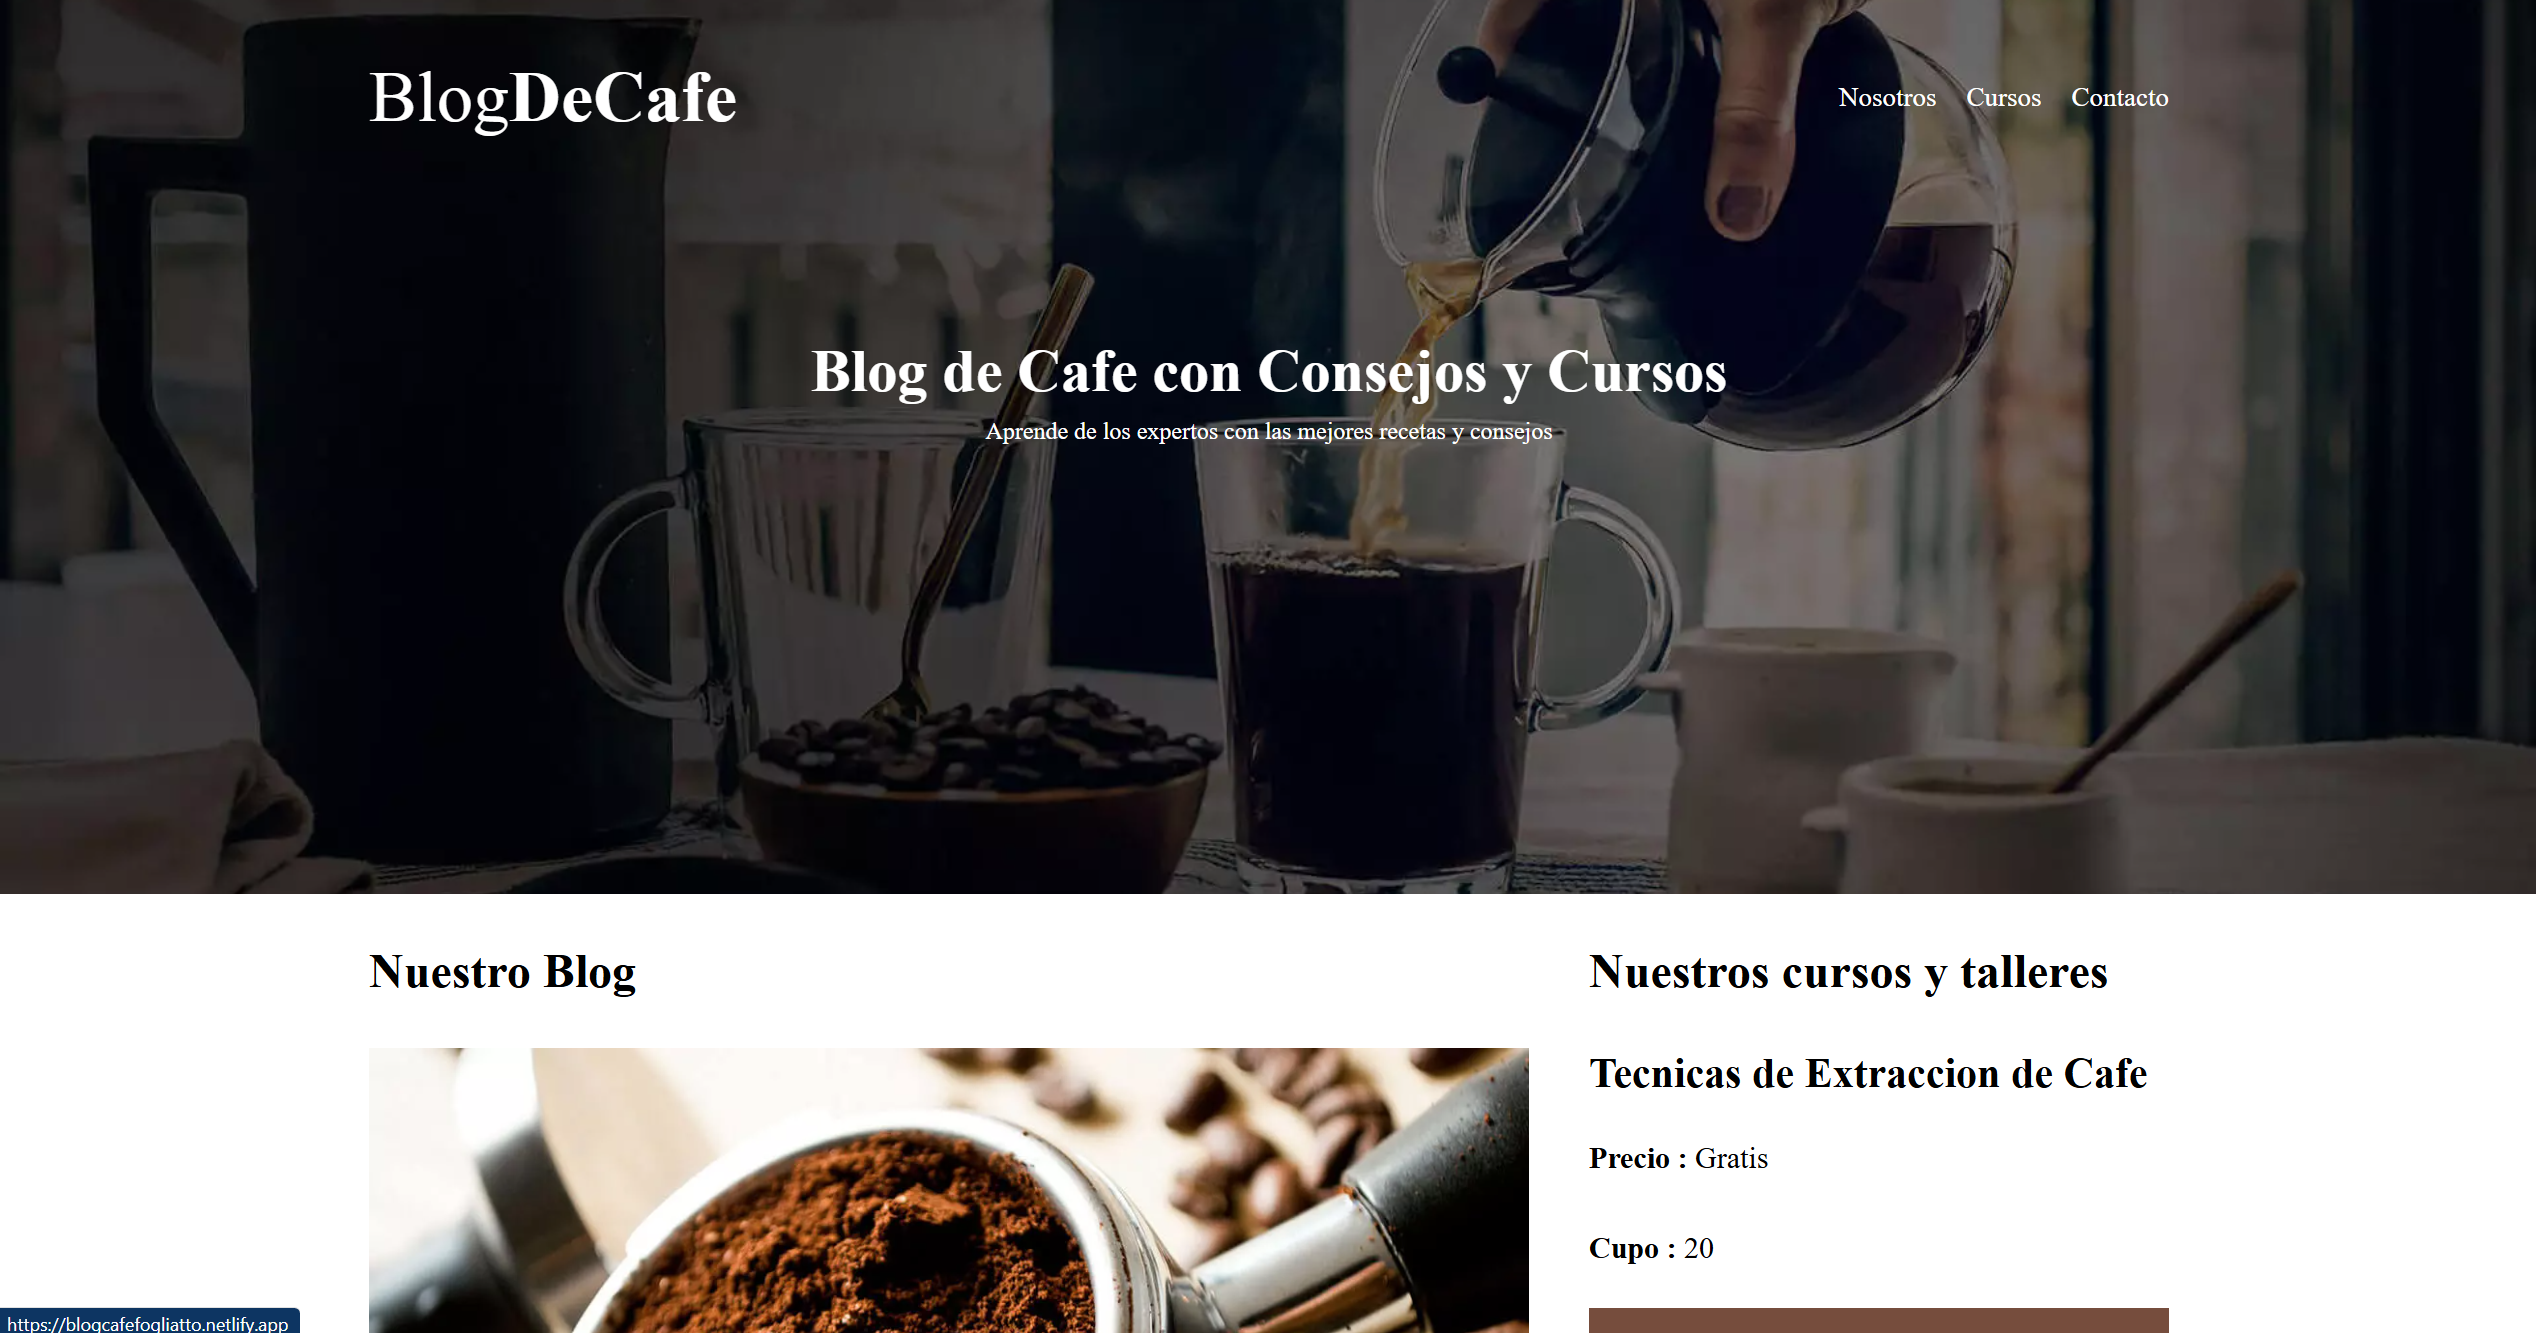 BlogDeCafe
Nosotros Cursos Contacto
Blog de Cafe con Consejos y Cursos
Aprende de los expertos con las mejores recetas y consejos
Nuestro Blog
Nuestros cursos y talleres
Tecnicas de Extraccion de Cafe
Precio : Gratis
Cupo : 20
https://blogcafefogliatto.netlify.app